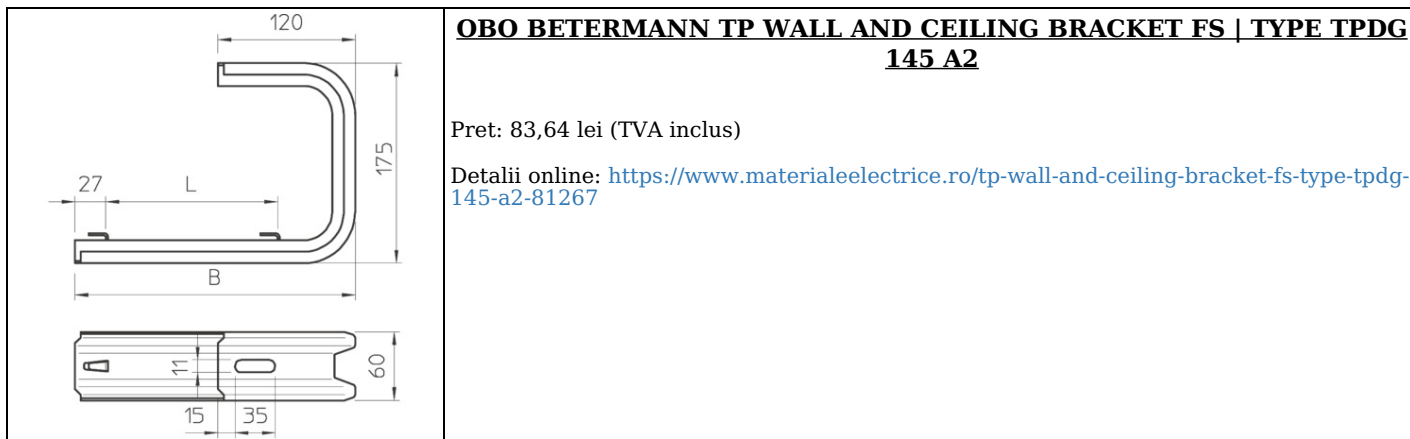 120
175
27
L
B
11
60
15
35
OBO BETERMANN TP WALL AND CEILING BRACKET FS | TYPE TPDG
145 A2
Pret: 83,64 lei (TVA inclus)
Detalii online: https://www.materialeelectrice.ro/tp-wall-and-ceiling-bracket-fs-type-tpdg-
145-a2-81267